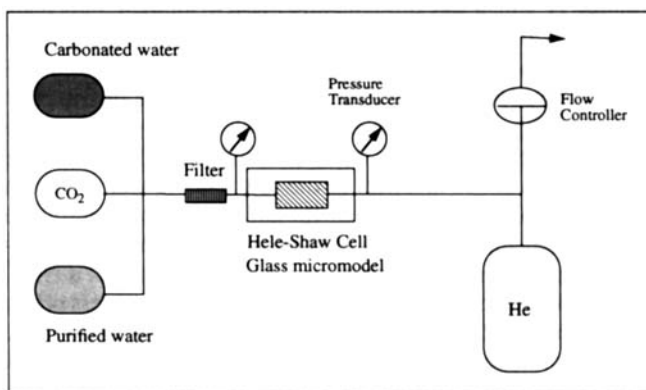 Carbonated water
Pressure
Transducer
Flow
Controller
Filter
CO₂
Hele-Shaw Cell
Glass micromodel
He
Purified water